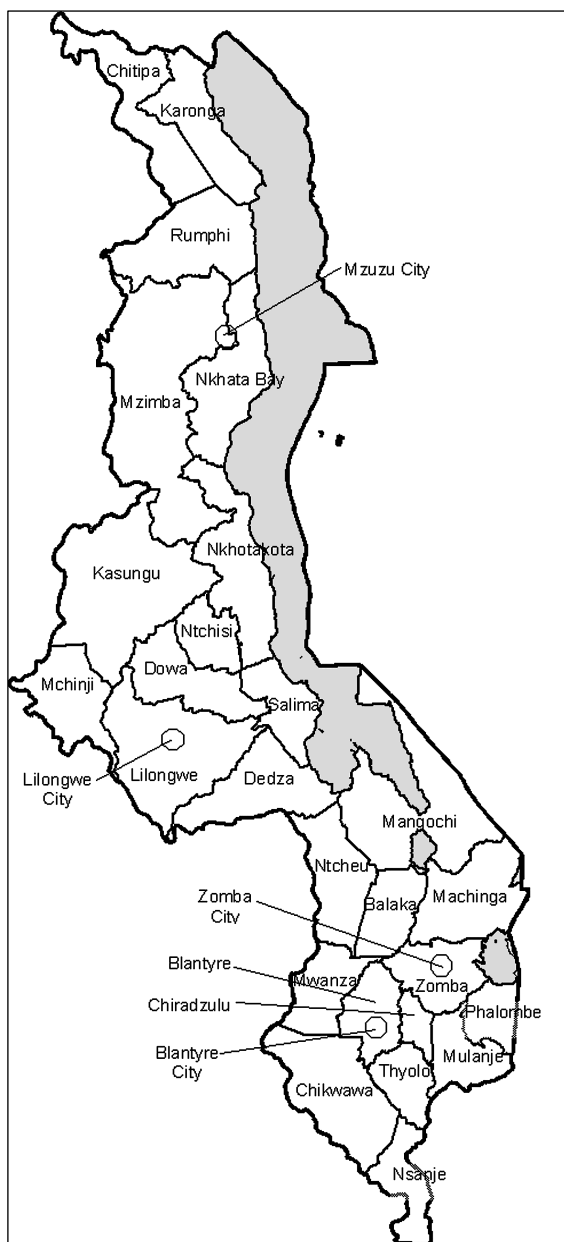 Chitipa
Karonga
Rumphi
Mzuzu City
Nkhata Bay
Mzimba
Nkhotakota
Kasungu
Ntchisi
Dowa
Mchinji
Salima
Lilongwe
City
Lilongwe
Dedza
Mangochi
Ntcheu
Zomba
City
Balaka
Machinga
Blantyre
Mwanza
Zomba
Chiradzulu
Phalombe
Blantyre
City
Mulanje
Thyolo
Chikwawa
Nsanje